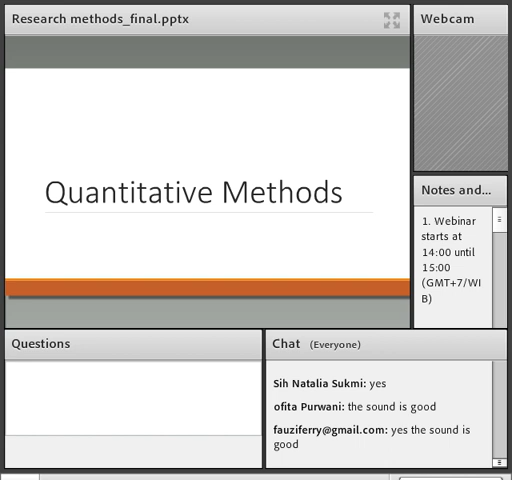 Research methods_final.pptx
Webcam
Quantitative Methods
Notes and...
1. Webinar
starts at
14:00 until
15:00
(GMT+7/WI
B)
Questions
Chat (Everyone)
Sih Natalia Sukmi: yes
ofita Purwani: the sound is good
fauziferry@gmail.com: yes the sound is
good